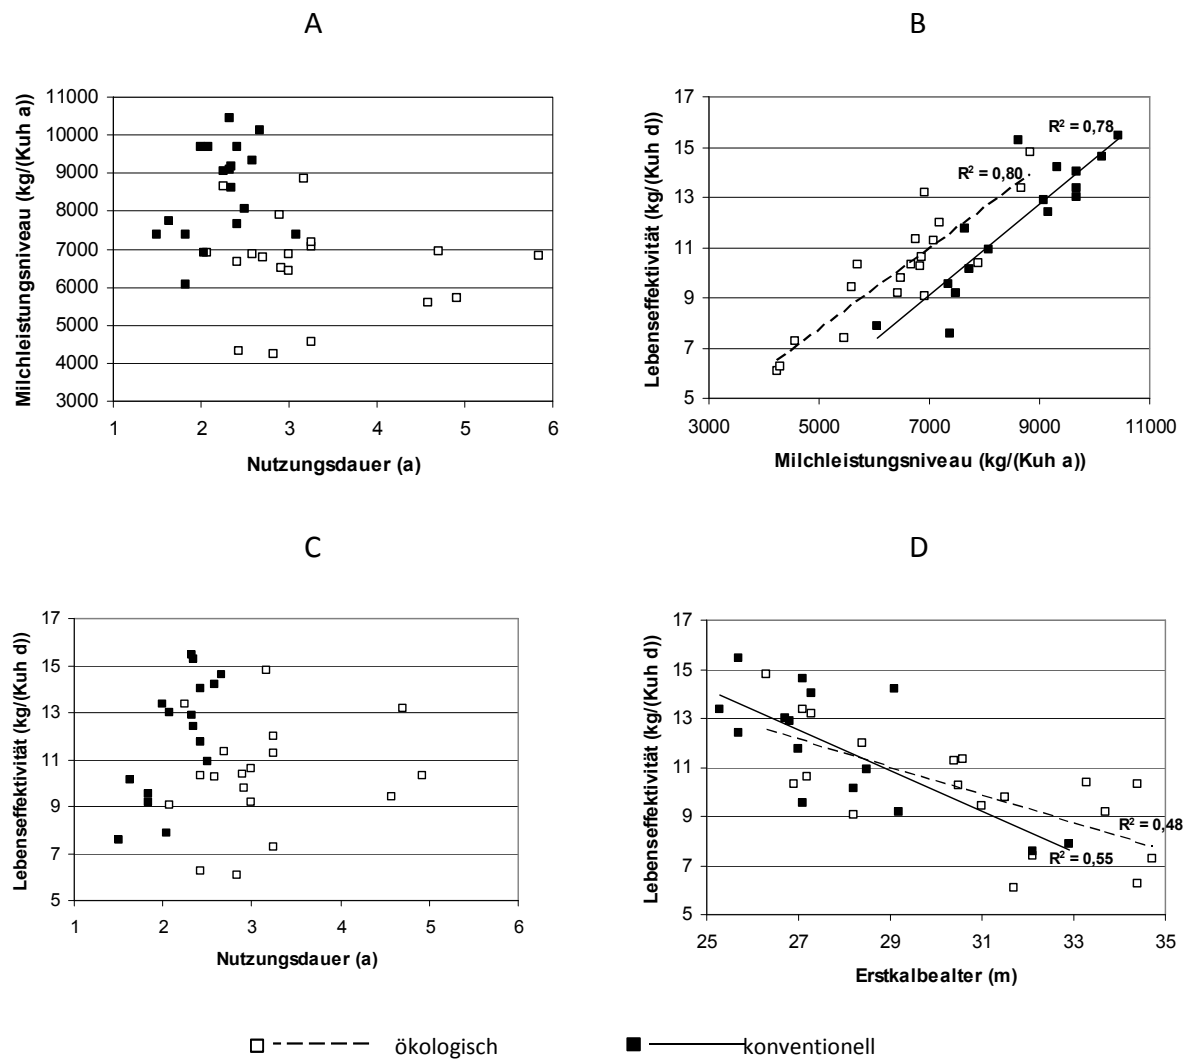 A
Milchleistungsniveau (kg/(Kuh a))
11000
10000
9000
8000
7000
6000
5000
4000
3000
1 2 3 4 5 6
Nutzungsdauer (a)
B
Lebenseffektivität (kg/(Kuh d))
17
15
13
11
9
7
5
R² = 0,78
R² = 0,80
3000 5000 7000 9000 11000
Milchleistungsniveau (kg/(Kuh a))
C
Lebenseffektivität (kg/(Kuh d))
17
15
13
11
9
7
5
1 2 3 4 5 6
Nutzungsdauer (a)
D
Lebenseffektivität (kg/(Kuh d))
17
15
13
11
9
7
5
R² = 0,48
R² = 0,55
25 27 29 31 33 35
Erstkalbealter (m)
ökologisch konventionell